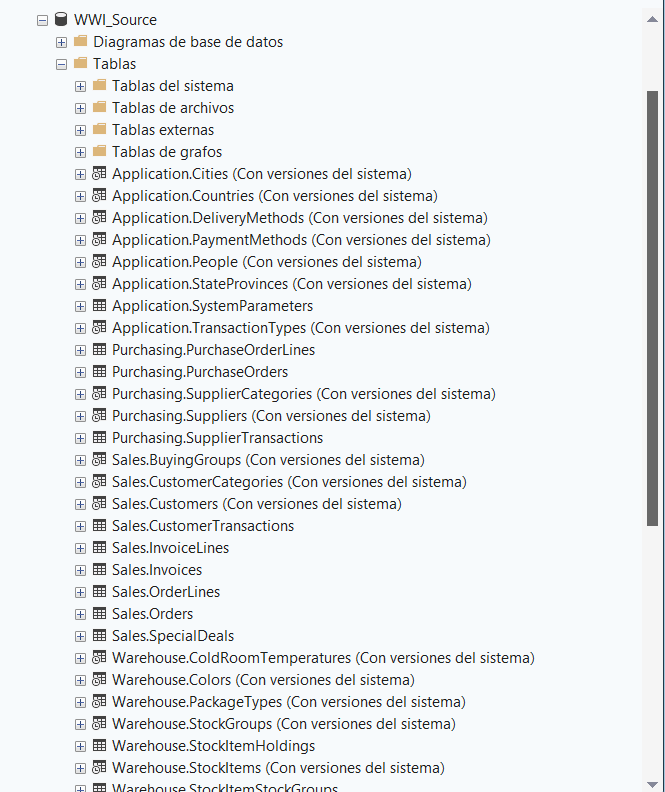 WWI_Source
Diagramas de base de datos
Tablas
Tablas del sistema
Tablas de archivos
Tablas externas
Tablas de grafos
Application.Cities (Con versiones del sistema)
Application.Countries (Con versiones del sistema)
Application.DeliveryMethods (Con versiones del sistema)
Application.PaymentMethods (Con versiones del sistema)
Application.People (Con versiones del sistema)
Application.StateProvinces (Con versiones del sistema)
Application.SystemParameters
Application.TransactionTypes (Con versiones del sistema)
Purchasing.PurchaseOrderLines
Purchasing.PurchaseOrders
Purchasing.SupplierCategories (Con versiones del sistema)
Purchasing.Suppliers (Con versiones del sistema)
Purchasing.SupplierTransactions
Sales.BuyingGroups (Con versiones del sistema)
Sales.CustomerCategories (Con versiones del sistema)
Sales.Customers (Con versiones del sistema)
Sales.CustomerTransactions
Sales.InvoiceLines
Sales.Invoices
Sales.OrderLines
Sales.Orders
Sales.SpecialDeals
Warehouse.ColdRoomTemperatures (Con versiones del sistema)
Warehouse.Colors (Con versiones del sistema)
Warehouse.PackageTypes (Con versiones del sistema)
Warehouse.StockGroups (Con versiones del sistema)
Warehouse.StockItemHoldings
Warehouse.StockItems (Con versiones del sistema)
Warehouse.StockItemStockGroups